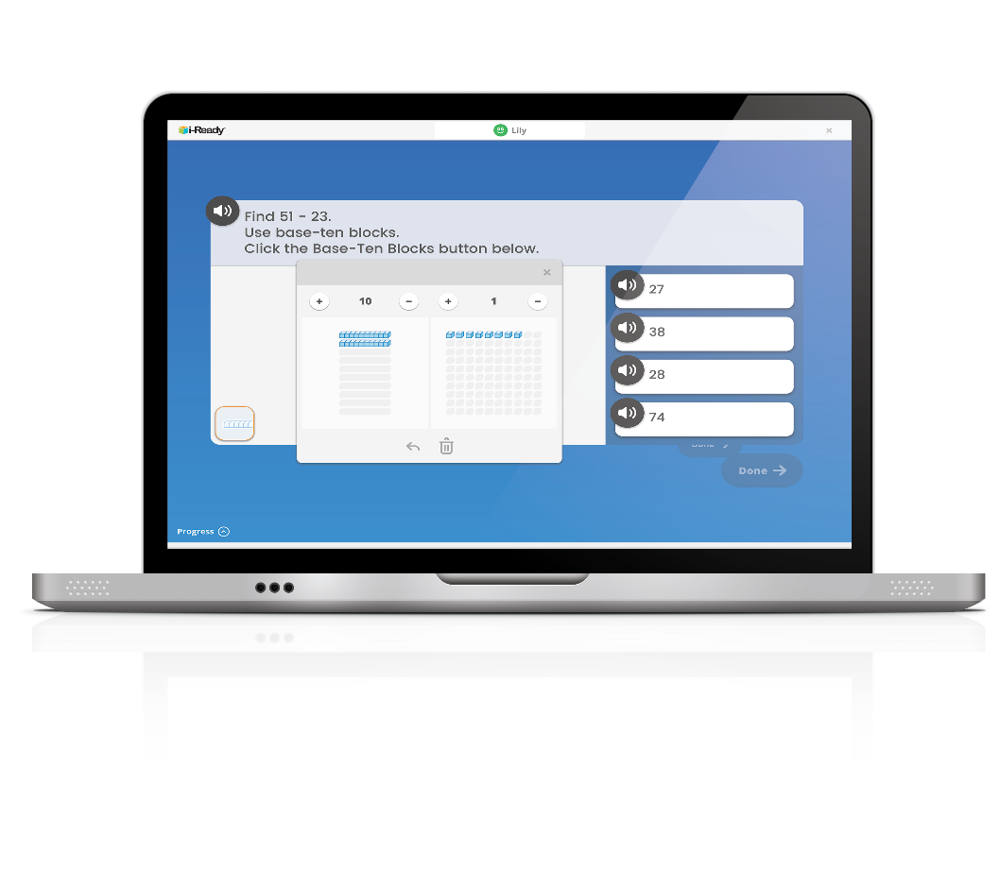 i-Ready
Lily
Find 51 - 23.
Use base-ten blocks.
Click the Base-Ten Blocks button below.
+ 10 − + 1 −
27
38
28
74
Done
Done
Progress